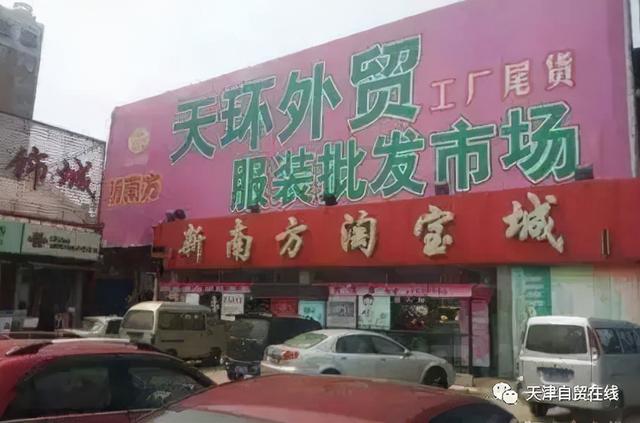 天环外贸
工厂尾货
服装批发市场
新南方
新南方淘宝城
饰城
天津自贸在线